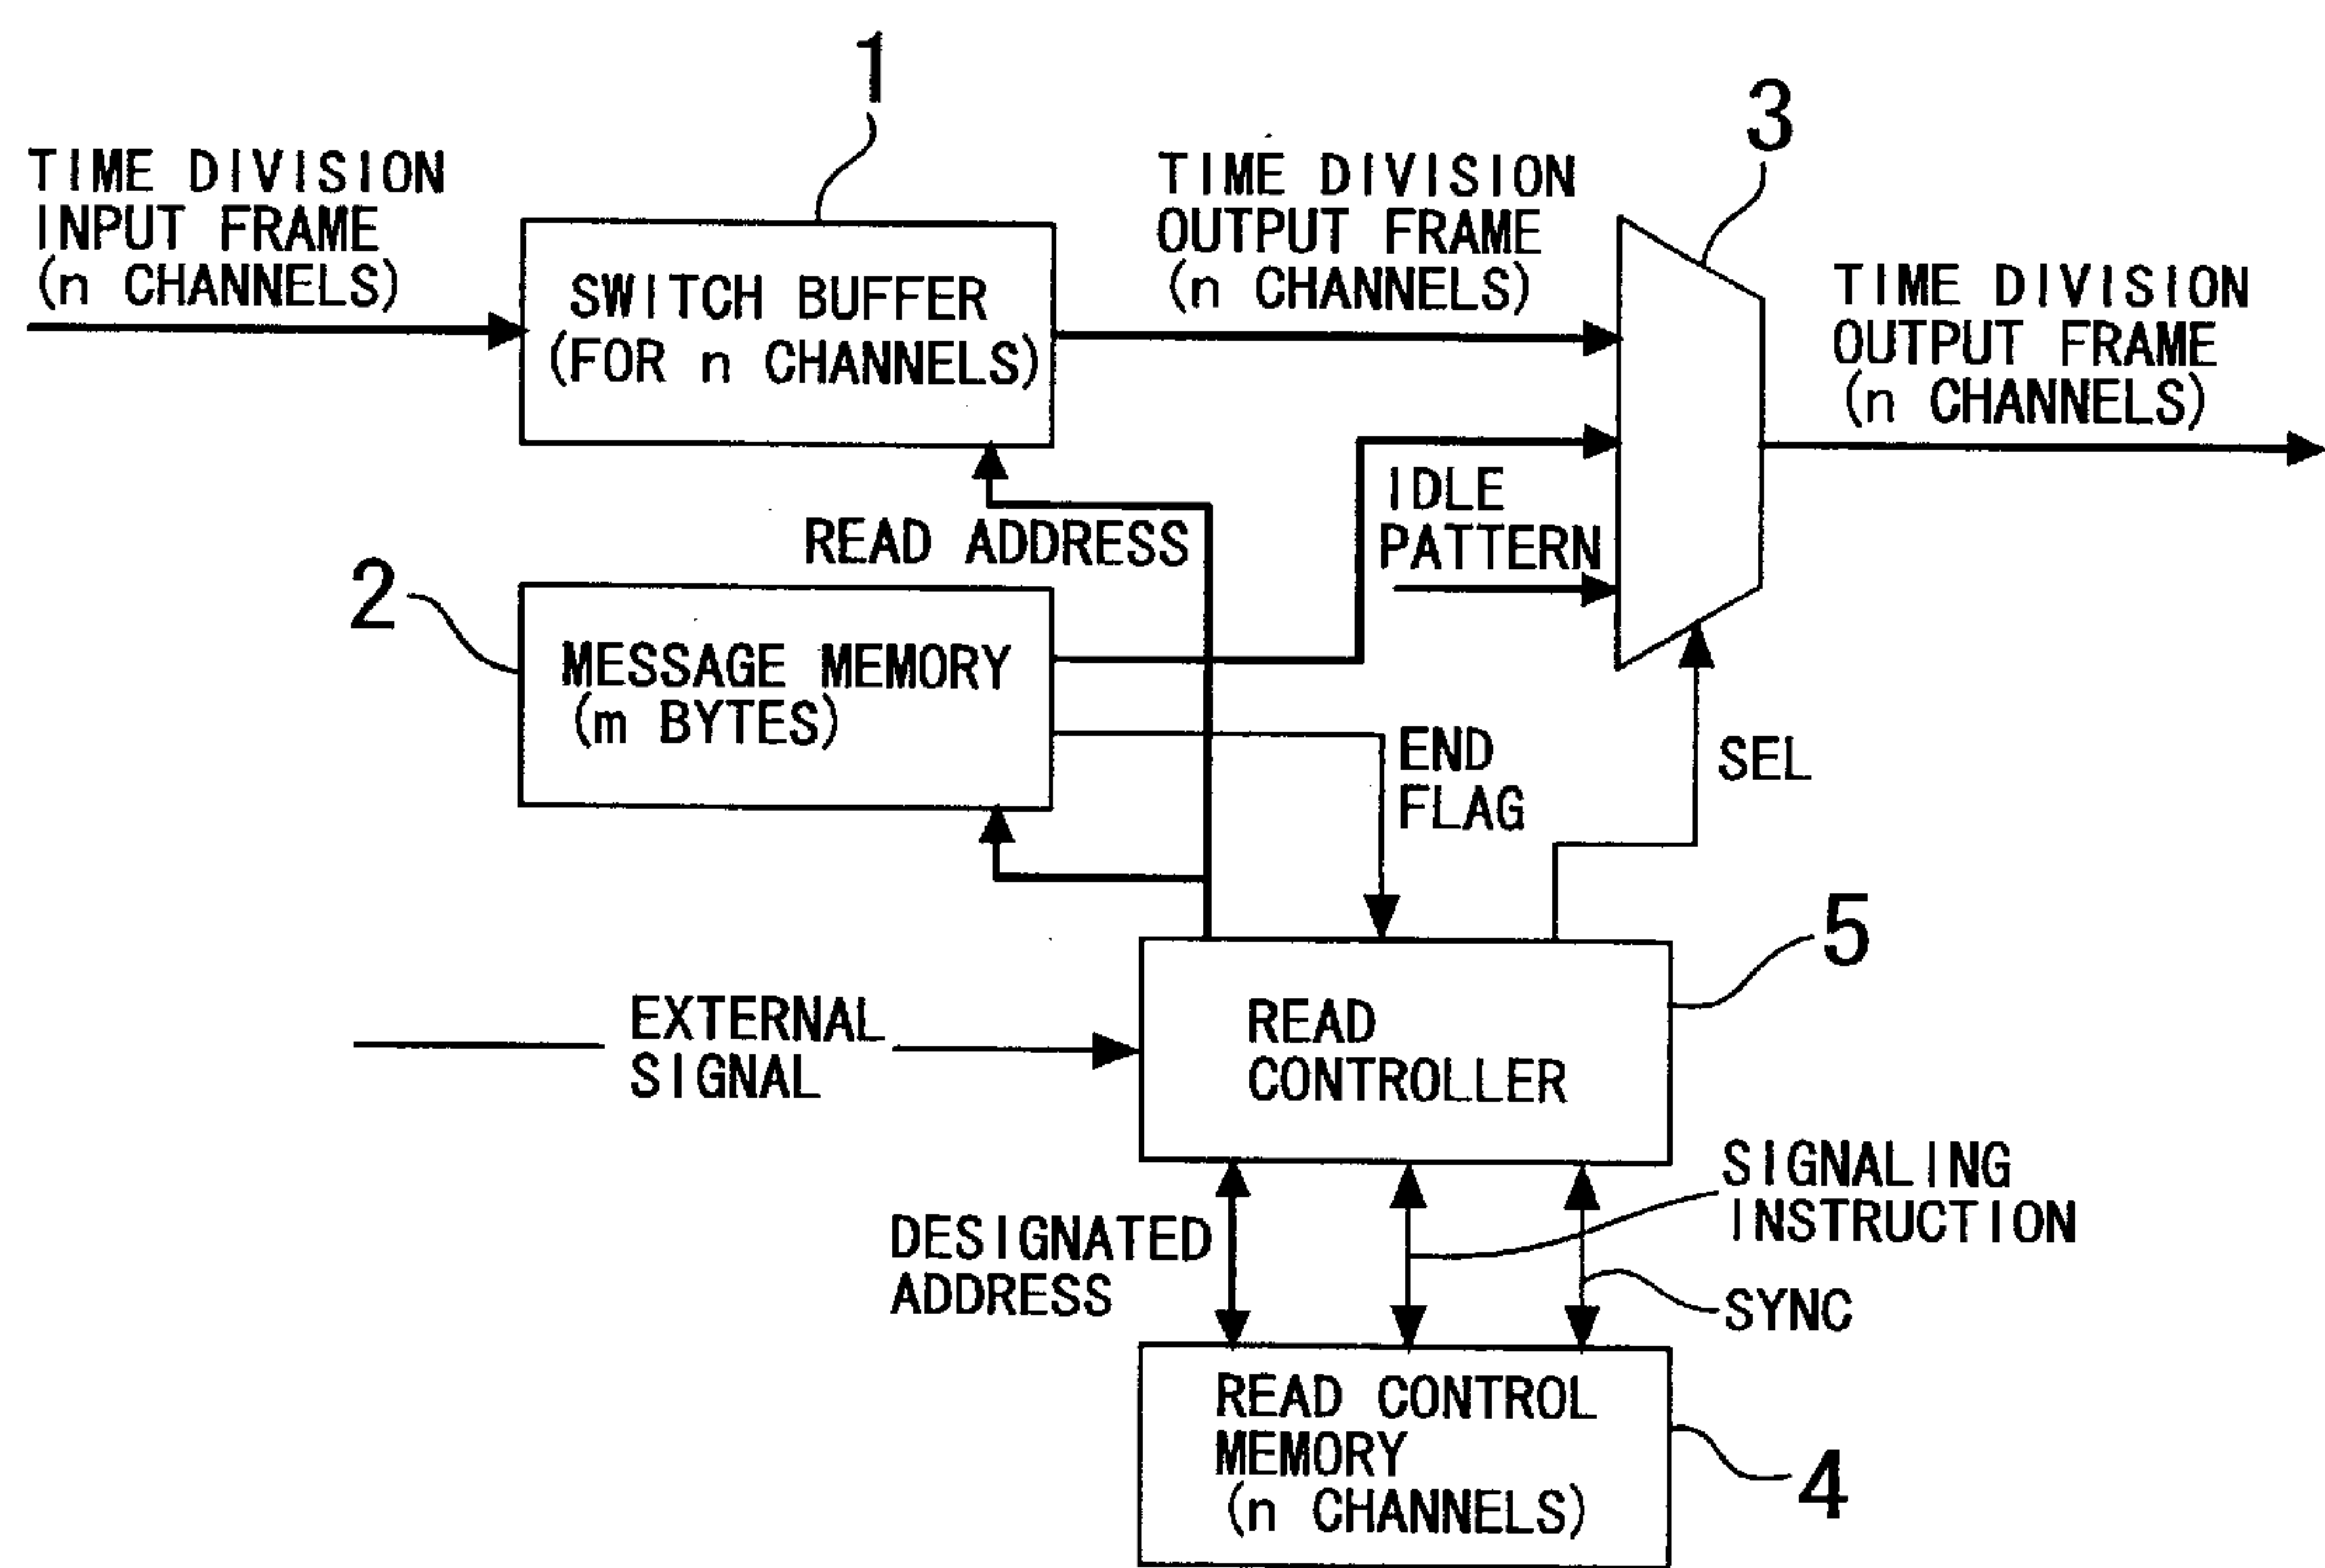 1
3
TIME DIVISION
INPUT FRAME
(n CHANNELS)
SWITCH BUFFER
(FOR n CHANNELS)
TIME DIVISION
OUTPUT FRAME
(n CHANNELS)
TIME DIVISION
OUTPUT FRAME
(n CHANNELS)
READ ADDRESS
IDLE
PATTERN
2
MESSAGE MEMORY
(m BYTES)
END
FLAG
SEL
5
EXTERNAL
SIGNAL
READ
CONTROLLER
DESIGNATED
ADDRESS
SIGNALING
INSTRUCTION
SYNC
READ CONTROL
MEMORY
(n CHANNELS)
4